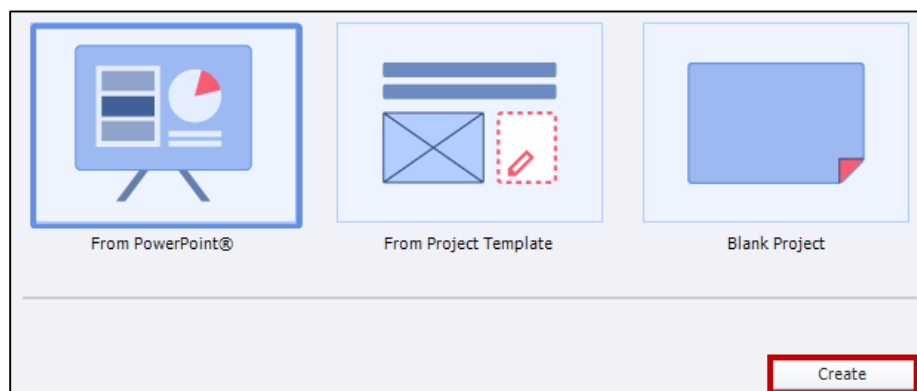 From PowerPoint®
From Project Template
Blank Project
Create